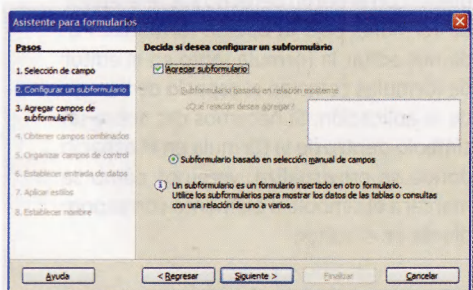 Asistente para formularios
Pasos
1. Selección de campo
2. Configurar un subformulario
3. Agregar campos de
subformulario
4. Obtener campos combinados
5. Organizar campos de control
6. Establecer entrada de datos
7. Aplicar estilos
8. Establecer nombre
Decida si desea configurar un subformulario
Agregar subformulario
Subformulario basado en relación existente
¿Qué relación desea agregar?
Subformulario basado en selección manual de campos
Un subformulario es un formulario insertado en otro formulario.
Utilice los subformularios para mostrar los datos de las tablas o consultas
con una relación de uno a varios.
Ayuda
< Regresar
Siguiente >
Finalizar
Cancelar